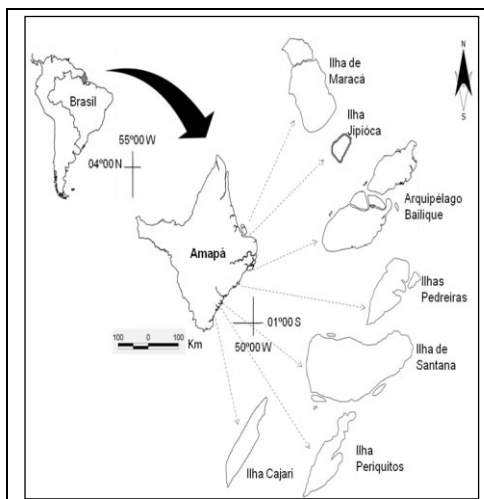 Ilha de
Maracá
N
S
Brasil
Ilha
Jipióca
55º00 W
04º00 N
Arquipélago
Bailique
Amapá
Ilhas
Pedreiras
01º00 S
50º00 W
100 0 100
Km
Ilha de
Santana
Ilha Cajari
Ilha
Periquitos